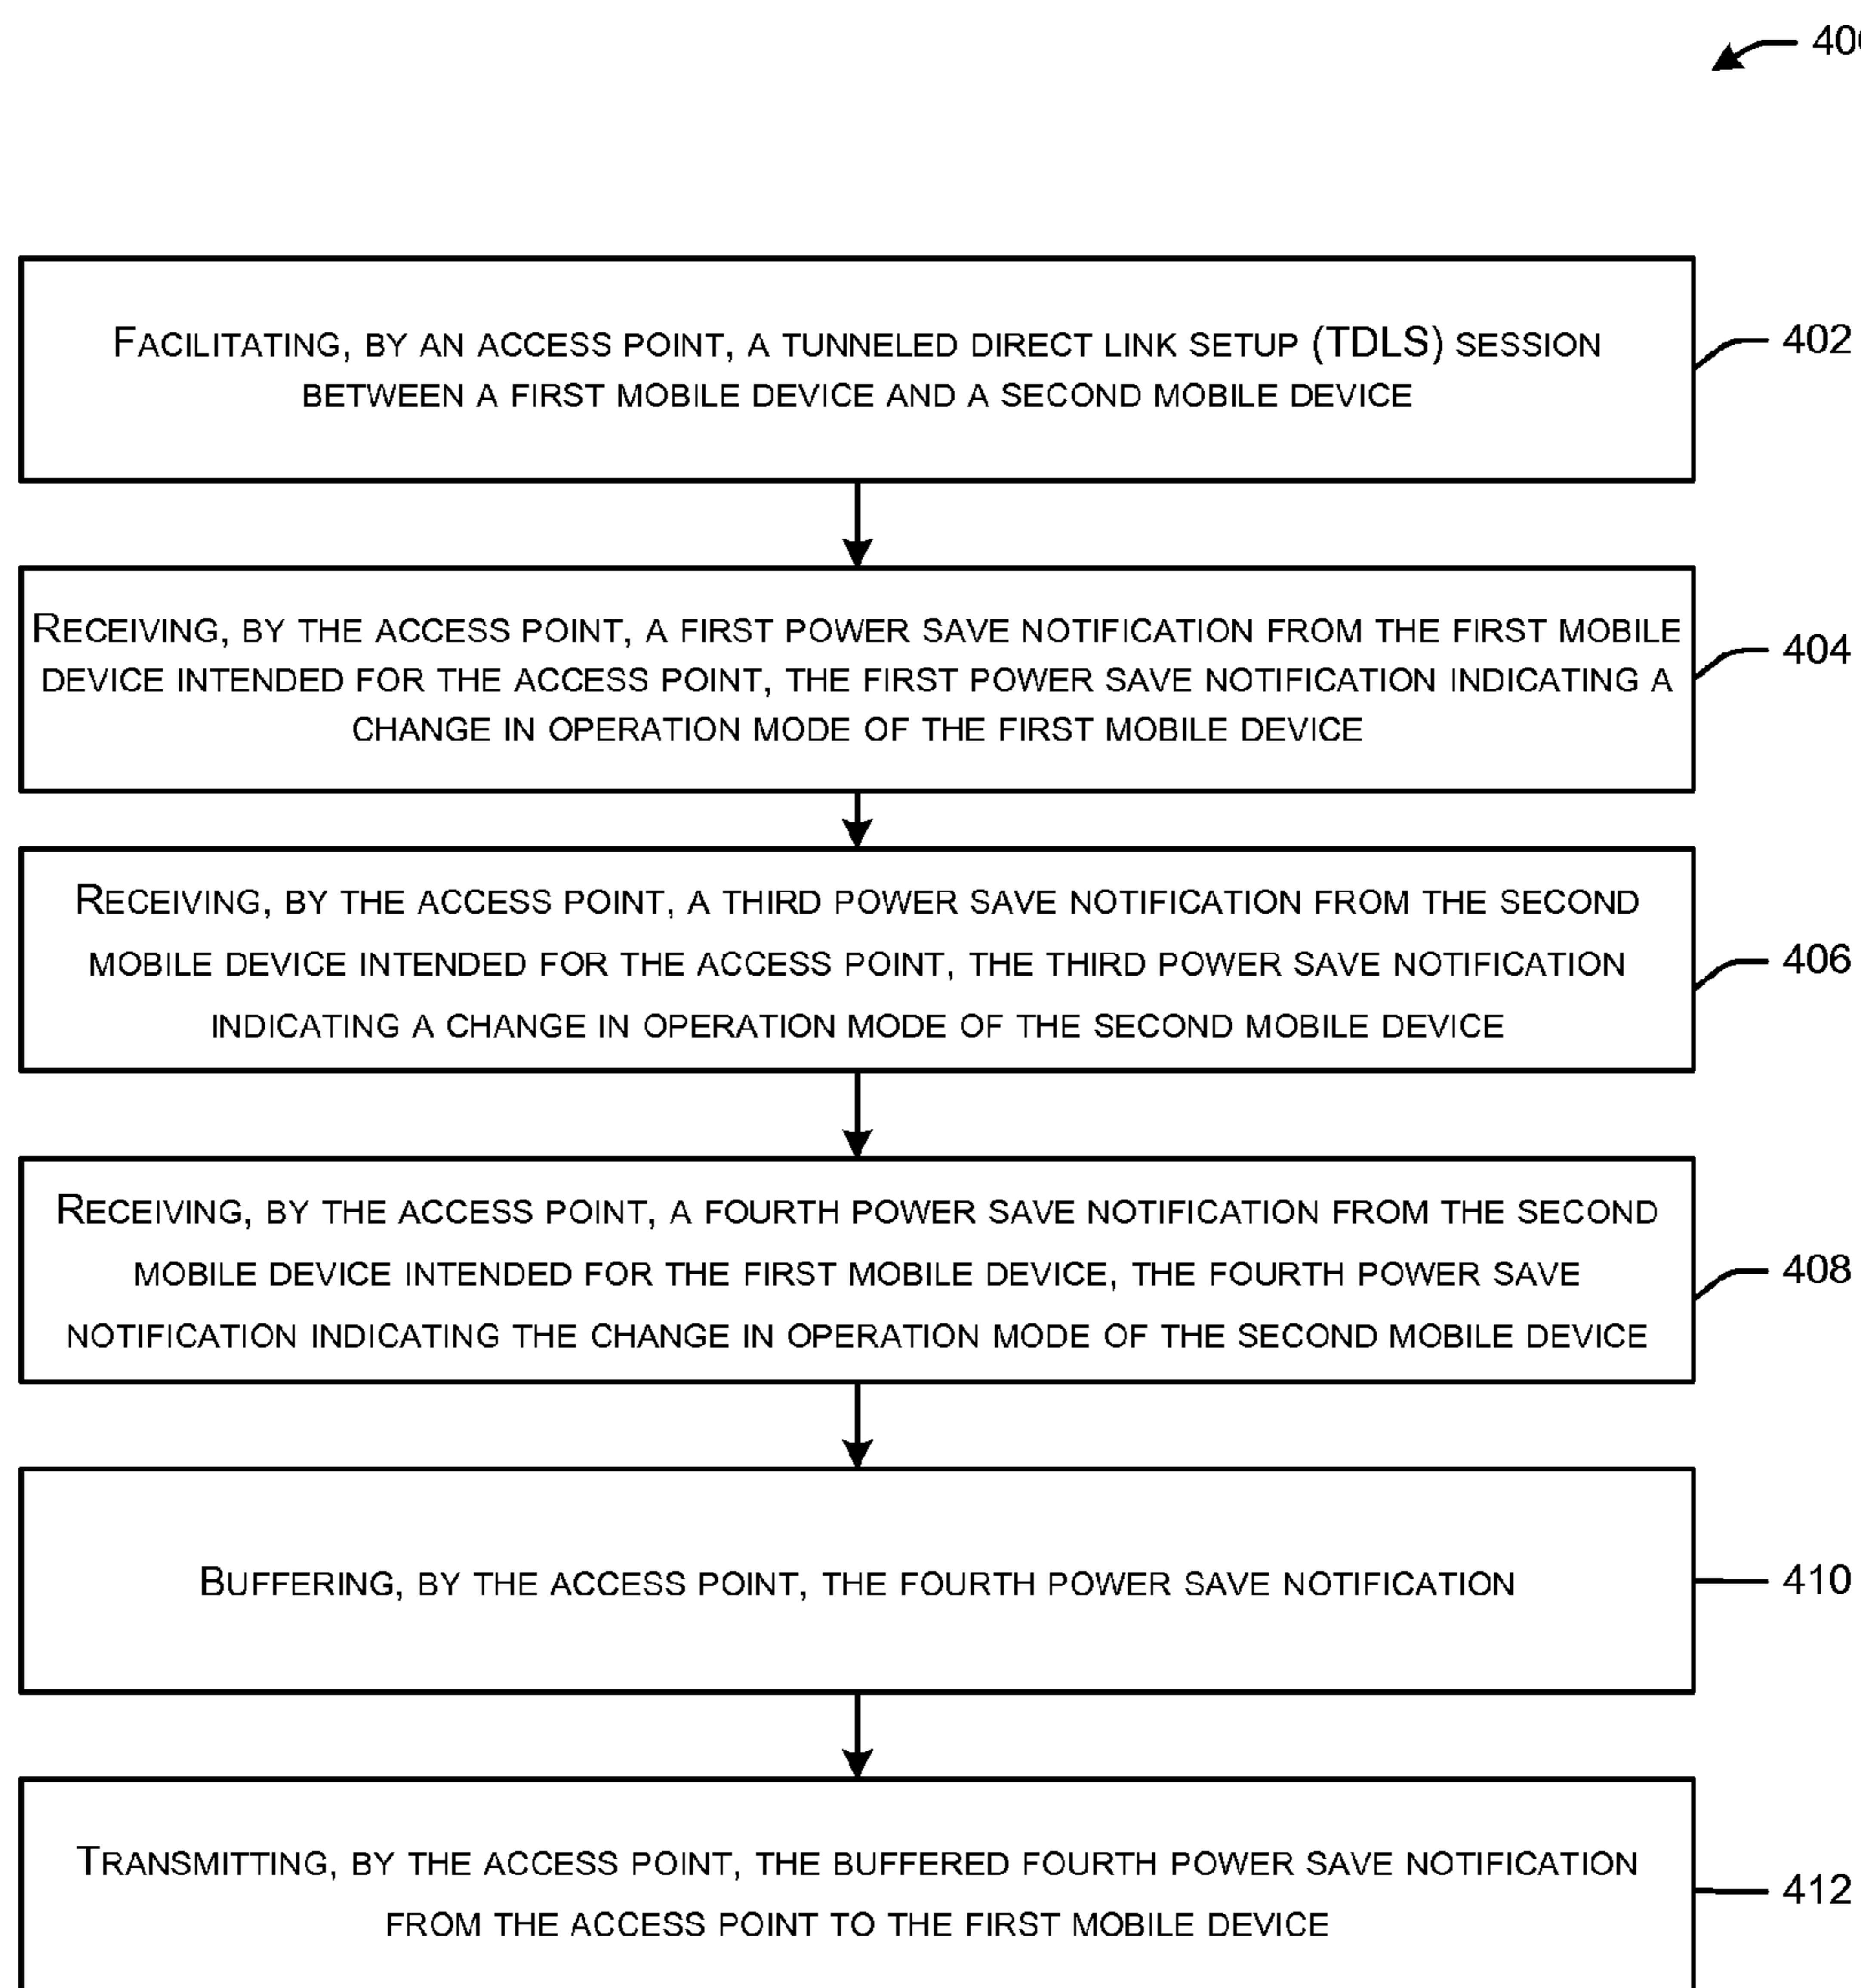 FACILITATING, BY AN ACCESS POINT, A TUNNELED DIRECT LINK SETUP (TDLS) SESSION
BETWEEN A FIRST MOBILE DEVICE AND A SECOND MOBILE DEVICE
402
RECEIVING, BY THE ACCESS POINT, A FIRST POWER SAVE NOTIFICATION FROM THE FIRST MOBILE
DEVICE INTENDED FOR THE ACCESS POINT, THE FIRST POWER SAVE NOTIFICATION INDICATING A
CHANGE IN OPERATION MODE OF THE FIRST MOBILE DEVICE
404
RECEIVING, BY THE ACCESS POINT, A THIRD POWER SAVE NOTIFICATION FROM THE SECOND
MOBILE DEVICE INTENDED FOR THE ACCESS POINT, THE THIRD POWER SAVE NOTIFICATION
INDICATING A CHANGE IN OPERATION MODE OF THE SECOND MOBILE DEVICE
406
RECEIVING, BY THE ACCESS POINT, A FOURTH POWER SAVE NOTIFICATION FROM THE SECOND
MOBILE DEVICE INTENDED FOR THE FIRST MOBILE DEVICE, THE FOURTH POWER SAVE
NOTIFICATION INDICATING THE CHANGE IN OPERATION MODE OF THE SECOND MOBILE DEVICE
408
BUFFERING, BY THE ACCESS POINT, THE FOURTH POWER SAVE NOTIFICATION
410
TRANSMITTING, BY THE ACCESS POINT, THE BUFFERED FOURTH POWER SAVE NOTIFICATION
FROM THE ACCESS POINT TO THE FIRST MOBILE DEVICE
412